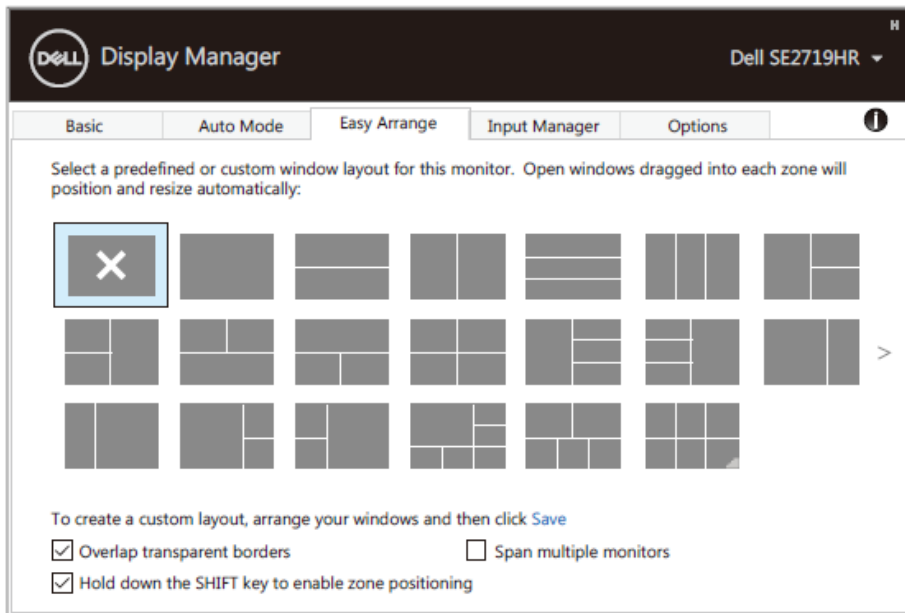 DELL Display Manager
Dell SE2719HR
Basic Auto Mode Easy Arrange Input Manager Options
Select a predefined or custom window layout for this monitor. Open windows dragged into each zone will
position and resize automatically:
>
To create a custom layout, arrange your windows and then click Save
Overlap transparent borders
Span multiple monitors
Hold down the SHIFT key to enable zone positioning